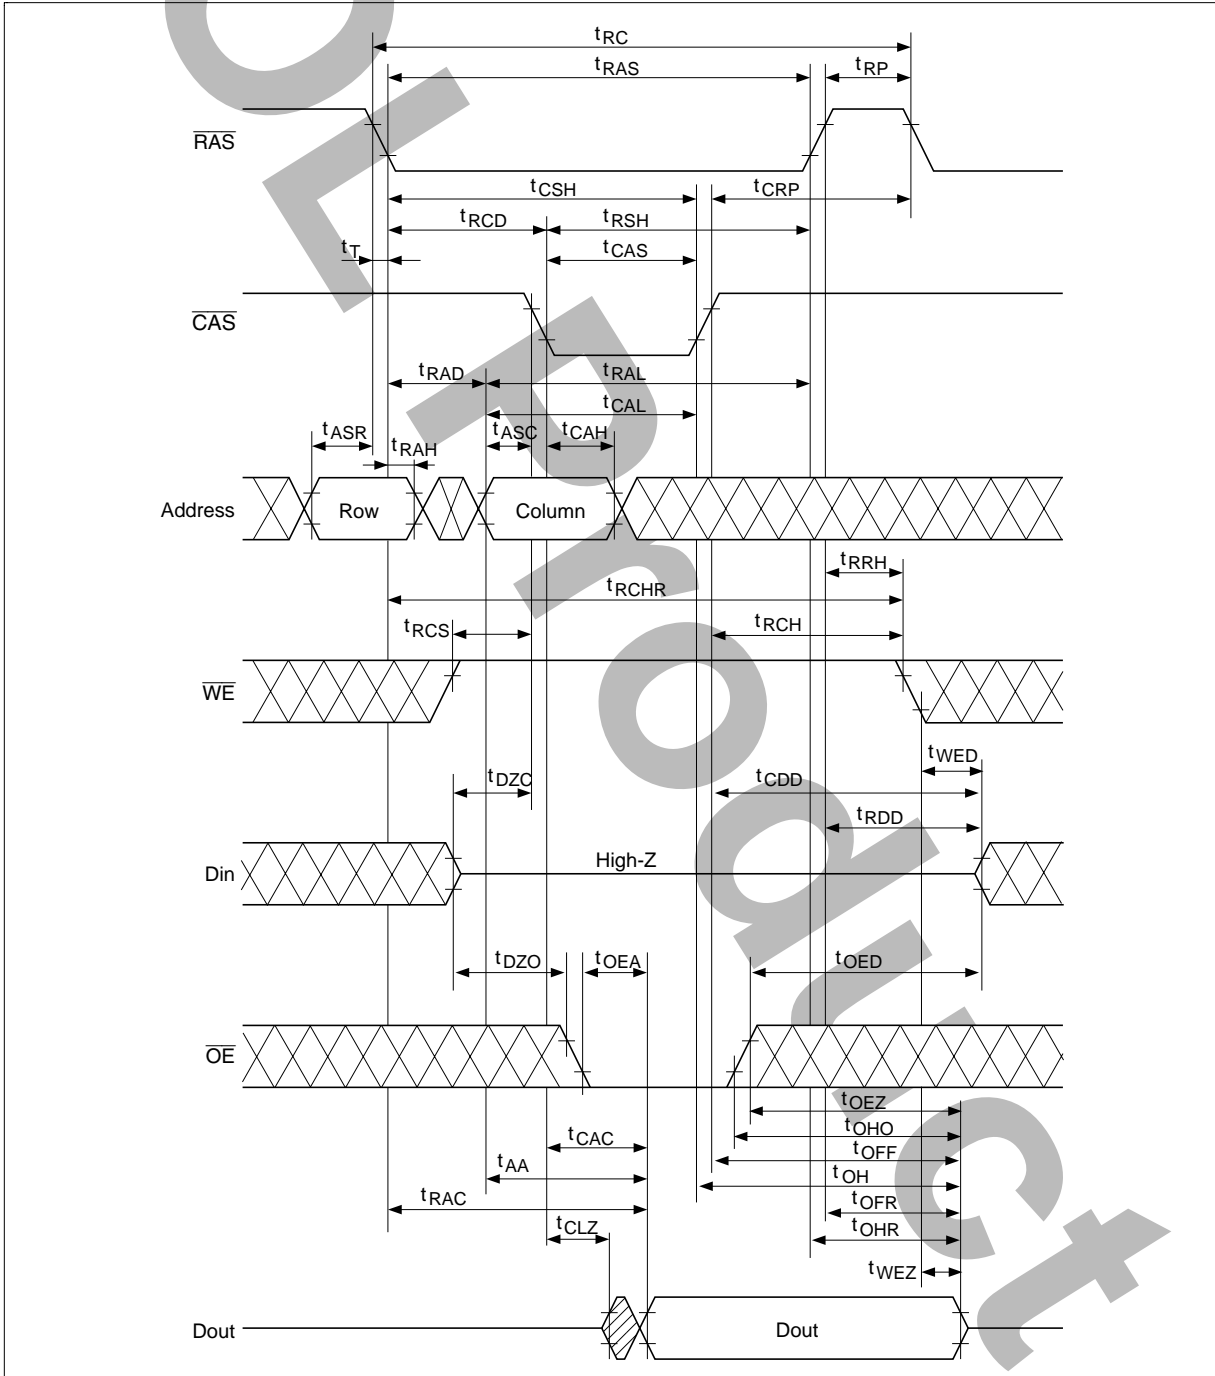 tRC
tRAS tRP
RAS
tCSH tCRP
tRCD tRSH
tT tCAS
CAS
tRAD tRAL
tCAL
tASR tRAH tASC tCAH
Address Row Column
tRRH
tRCHR
tRCS tRCH
WE
tWED
tDZC tCDD
tRDD
Din High-Z
tDZO tOEA tOED
OE
tOEZ
tOHO
tCAC tOFF
tAA tOH
tRAC tOFR
tCLZ tOHR
tWEZ
Dout Dout
OL Product